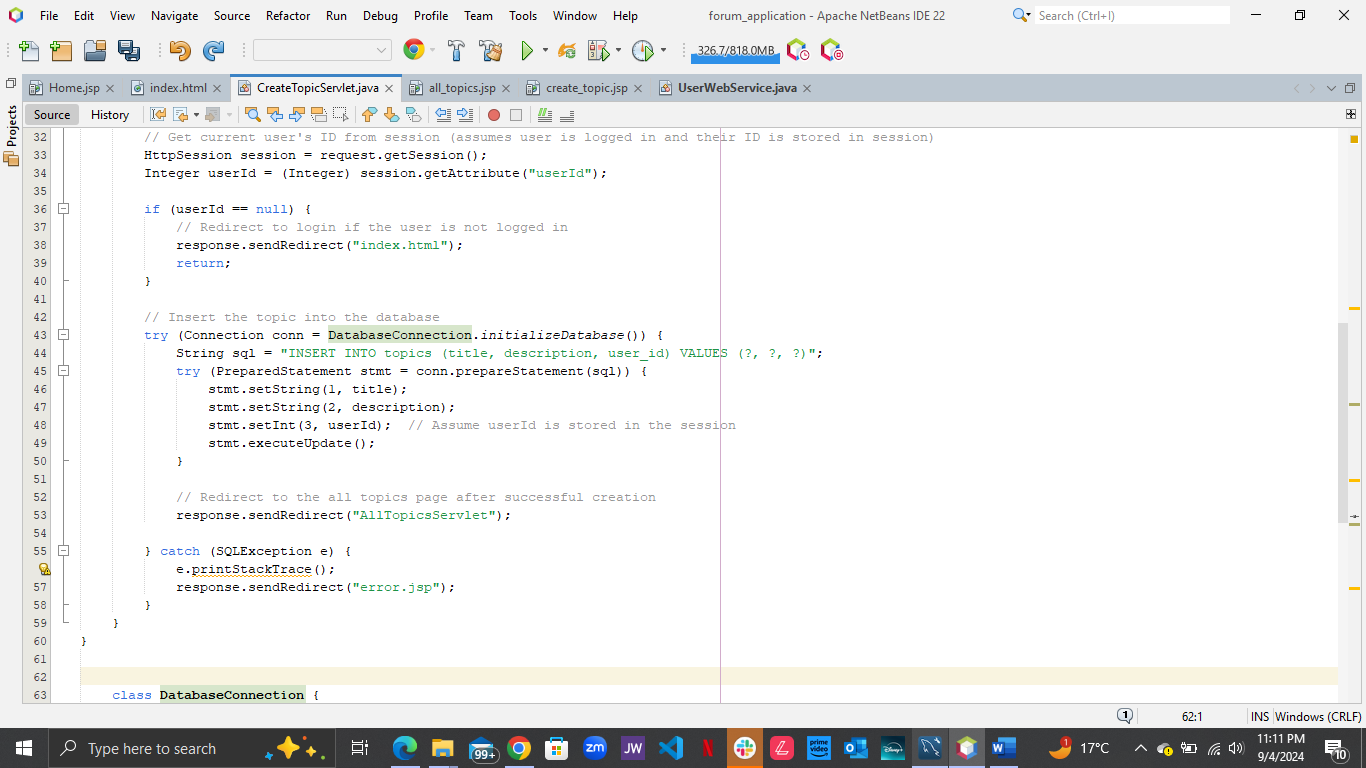 File Edit View Navigate Source Refactor Run Debug Profile Team Tools Window Help forum_application - Apache NetBeans IDE 22 Search (Ctrl+I)
326.7/818.0MB
Home.jsp index.html CreateTopicServlet.java all_topics.jsp create_topic.jsp UserWebService.java
Projects
Source History
32 // Get current user's ID from session (assumes user is logged in and their ID is stored in session)
33 HttpSession session = request.getSession();
34 Integer userId = (Integer) session.getAttribute("userId");
35
36 if (userId == null) {
37 // Redirect to login if the user is not logged in
38 response.sendRedirect("index.html");
39 return;
40 }
41
42 // Insert the topic into the database
43 try (Connection conn = DatabaseConnection.initializeDatabase()) {
44 String sql = "INSERT INTO topics (title, description, user_id) VALUES (?, ?, ?)";
45 try (PreparedStatement stmt = conn.prepareStatement(sql)) {
46 stmt.setString(1, title);
47 stmt.setString(2, description);
48 stmt.setInt(3, userId); // Assume userId is stored in the session
49 stmt.executeUpdate();
50 }
51
52 // Redirect to the all topics page after successful creation
53 response.sendRedirect("AllTopicsServlet");
54
55 } catch (SQLException e) {
e.printStackTrace();
57 response.sendRedirect("error.jsp");
58 }
59 }
60 }
61
62
63 class DatabaseConnection {
1 62:1 INS Windows (CRLF)
Type here to search 99+ zm JW 1 17°C 11:11 PM
9/4/2024 10